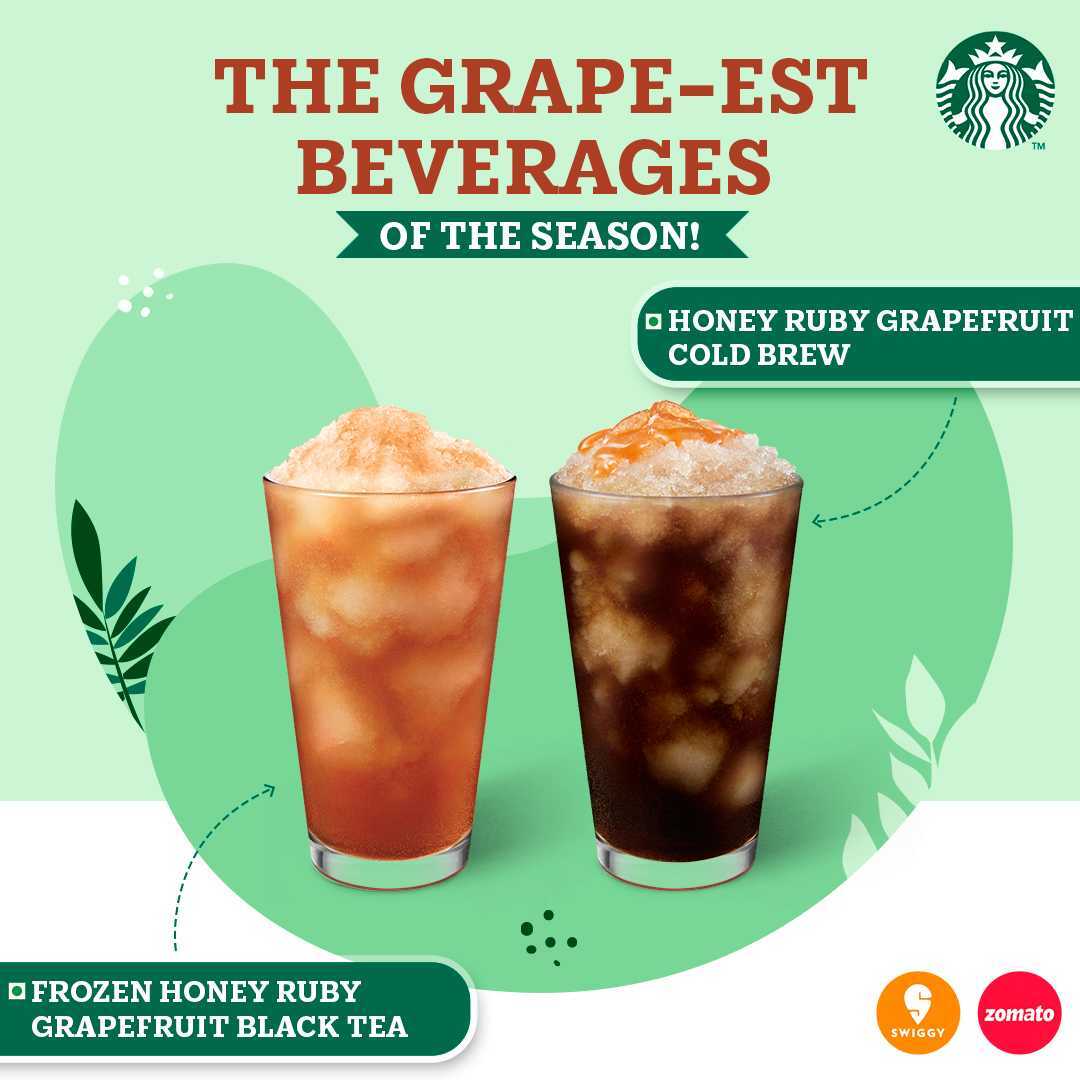 THE GRAPE-EST
BEVERAGES
OF THE SEASON!
TM
HONEY RUBY GRAPEFRUIT
COLD BREW
FROZEN HONEY RUBY
GRAPEFRUIT BLACK TEA
SWIGGY
zomato